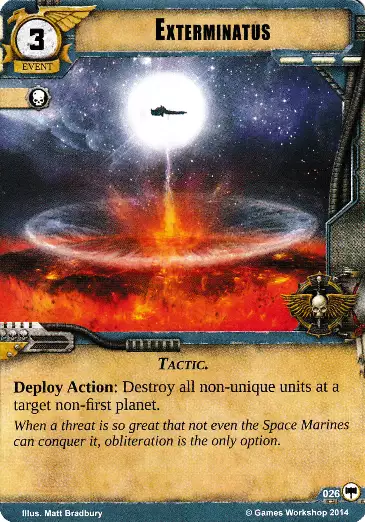 EXTERMINATUS
3
EVENT
TACTIC.
Deploy Action: Destroy all non-unique units at a
target non-first planet.
When a threat is so great that not even the Space Marines
can conquer it, obliteration is the only option.
026
Illus. Matt Bradbury
© Games Workshop 2014